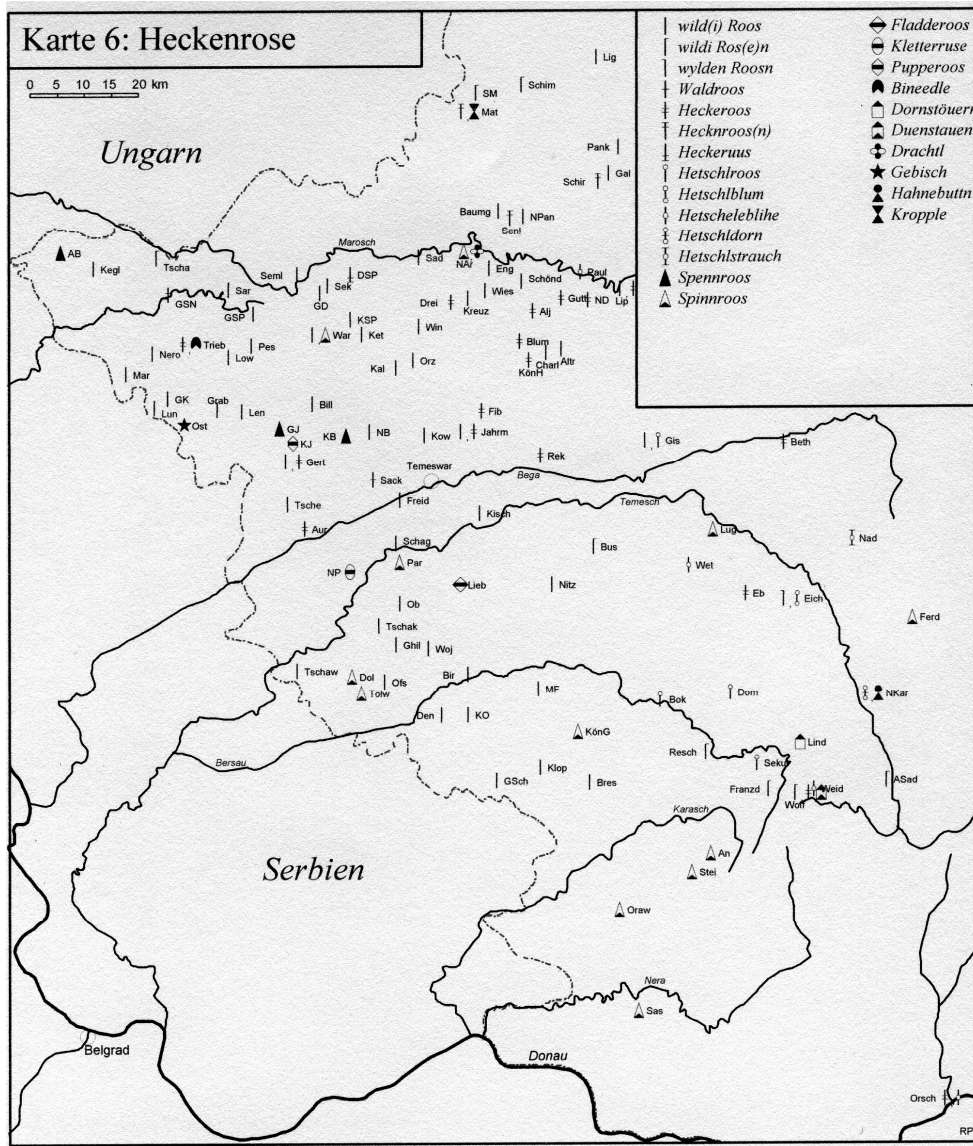 Karte 6: Heckenrose
0 5 10 15 20 km
wild(i) Roos
wildi Ros(e)n
wylden Roosn
Waldroos
Heckeroos
Hecknroos(n)
Heckeruus
Hetschlroos
Hetschlblum
Hetscheleblihe
Hetschldorn
Hetschlstrauch
Spennroos
Spinnroos
Fladderoos
Kletterruse
Pupperoos
Bineedle
Dornstöuern
Duenstauen
Drachtl
Gebisch
Hahnebuttn
Kropple
Lig
Schim
SM
Mat
Ungarn
Pank
Gal
Schir
Baumg
NPan
Marosch
AB
Kegl
Tscha
Seml
DSP
Sad
NAr
Eng
Schönd
Paul
Sar
GSN
GSP
Sek
GD
Drei
Kreuz
Wies
Gutt
ND
Lip
Alj
KSP
War
Ket
Win
Trieb
Nero
Low
Pes
Kal
Orz
Blum
Charl
Altr
KönH
Mar
GK
Lun
Grab
Len
Bill
Fib
Ost
GJ
KJ
KB
NB
Kow
Jahrm
Gis
Beth
Gert
Rek
Temeswar
Bega
Sack
Tsche
Freid
Kisch
Temesch
Aur
Schag
Bus
Lug
Nad
NP
Par
Lieb
Nitz
Wet
Eb
Eich
Ob
Ferd
Tschak
Ghil
Woj
Tschaw
Dol
Tolw
Ofs
Bir
MF
Bok
Dom
NKar
Den
KO
KönG
Lind
Bersau
Resch
Seku
Klop
GSch
Bres
Franzd
Wolf
Weid
ASad
Karasch
Serbien
An
Stei
Oraw
Nera
Sas
Belgrad
Donau
Orsch
RP